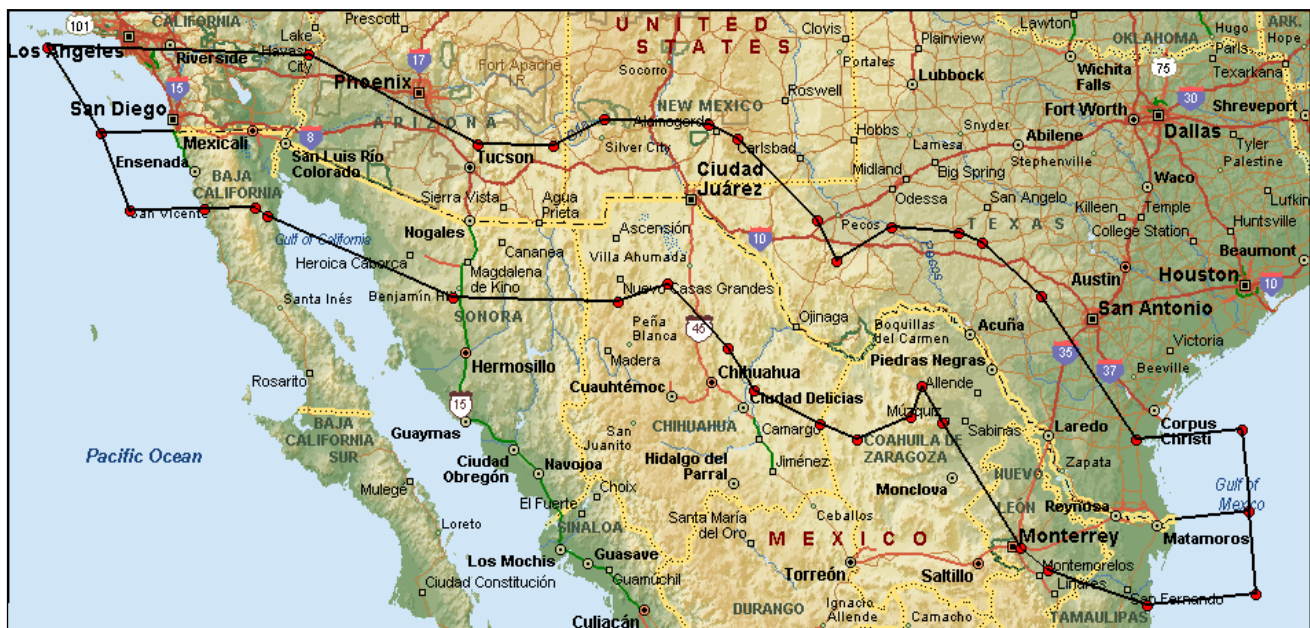 101
CALIFORNIA
Los Angeles
Riverside
Lake
Havasu
City
Prescott
17
Phoenix
Fort Apache
I.R.
UNITED
STATES
Socorro
Clovis
Portales
Plainview
Roswell
Lubbock
Lawton
OKLAHOMA
Hugo
ARK.
Hope
Paris
75
Wichita
Falls
Texarkana
15
San Diego
8
ARIZONA
NEW MEXICO
Alamogordo
Silver City
Carlsbad
Hobbs
Lamesa
Snyder
Abilene
Fort Worth
30
Dallas
Shreveport
Mexicali
Ensenada
San Luis Río
Colorado
Tucson
Ciudad
Juárez
Midland
Big Spring
Stephenville
Tyler
Palestine
BAJA
CALIFORNIA
Sierra Vista
Agua
Prieta
Odessa
San Angelo
Waco
Killeen
Temple
Lufkin
San Vicente
Nogales
Ascensión
10
Pecos
TEXAS
College Station
Huntsville
Gulf of California
Cananea
Villa Ahumada
Pecos
Beaumont
Heroica Caborca
Magdalena
de Kino
Nuevo Casas Grandes
Austin
Houston
10
Santa Inés
Benjamín Hill
SONORA
Peña
Blanca
45
Ojinaga
Boquillas
del Carmen
Acuña
San Antonio
Hermosillo
Madera
Chihuahua
Piedras Negras
35
37
Victoria
Beeville
Rosarito
Cuauhtémoc
Ciudad Delicias
Allende
15
BAJA
CALIFORNIA
SUR
Guaymas
San
Juanito
CHIHUAHUA
Camargo
Múzquiz
COAHUILA DE
ZARAGOZA
Sabinas
Laredo
Corpus
Christi
Pacific Ocean
Ciudad
Obregón
Navojoa
Hidalgo del
Parral
Jiménez
Monclova
NUEVO
LEÓN
Zapata
Mulegé
El Fuerte
Choix
Reynosa
Gulf of
Mexico
Loreto
SINALOA
Santa María
del Oro
Ceballos
MEXICO
Monterrey
Matamoros
Los Mochis
Guasave
Guamúchil
Torreón
Saltillo
Montemorelos
Linares
Ciudad Constitución
San Fernando
Culiacán
DURANGO
Ignacio
Allende
Camacho
TAMAULIPAS